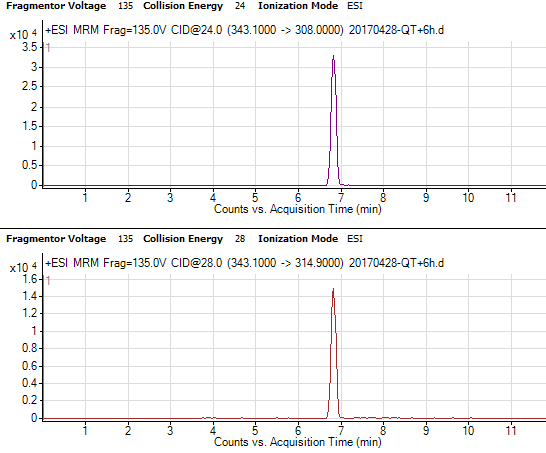 Fragmentor Voltage 135 Collision Energy 24 Ionization Mode ESI
x10 4 +ESI MRM Frag=135.0V CID@24.0 (343.1000 -> 308.0000) 20170428-QT+6h.d
1
3.5
3
2.5
2
1.5
1
0.5
0
1 2 3 4 5 6 7 8 9 10 11
Counts vs. Acquisition Time (min)
Fragmentor Voltage 135 Collision Energy 28 Ionization Mode ESI
x10 4 +ESI MRM Frag=135.0V CID@28.0 (343.1000 -> 314.9000) 20170428-QT+6h.d
1
1.6
1.4
1.2
1
0.8
0.6
0.4
0.2
0
1 2 3 4 5 6 7 8 9 10 11
Counts vs. Acquisition Time (min)